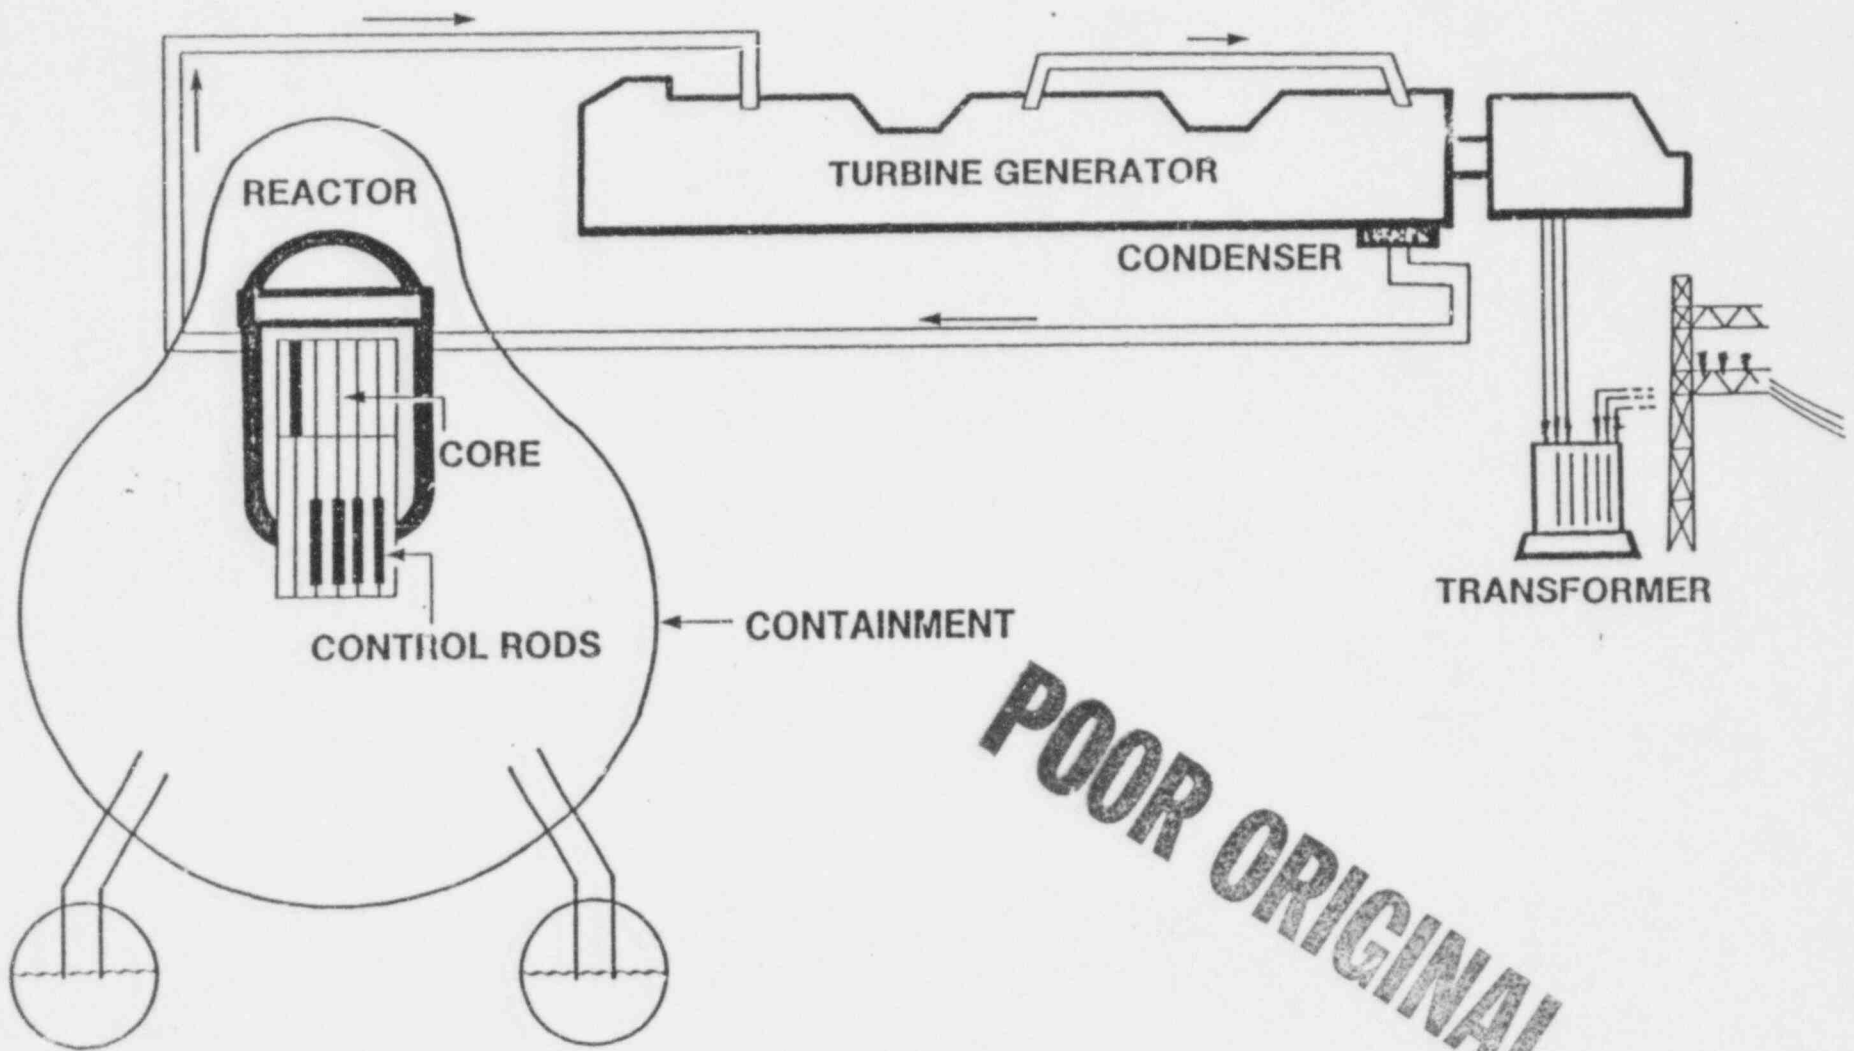 REACTOR
TURBINE GENERATOR
CONDENSER
CORE
CONTROL RODS
CONTAINMENT
TRANSFORMER
POOR ORIGINAL